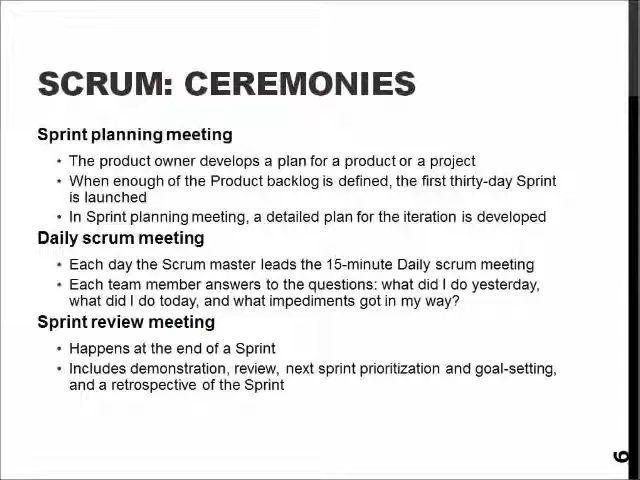 SCRUM: CEREMONIES
Sprint planning meeting
• The product owner develops a plan for a product or a project
• When enough of the Product backlog is defined, the first thirty-day Sprint
is launched
• In Sprint planning meeting, a detailed plan for the iteration is developed
Daily scrum meeting
• Each day the Scrum master leads the 15-minute Daily scrum meeting
• Each team member answers to the questions: what did I do yesterday,
what did I do today, and what impediments got in my way?
Sprint review meeting
• Happens at the end of a Sprint
• Includes demonstration, review, next sprint prioritization and goal-setting,
and a retrospective of the Sprint
6